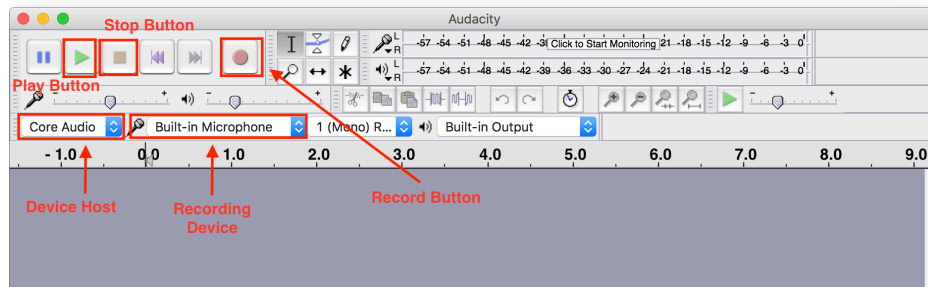 Audacity
Stop Button
L
R
-57 -54 -51 -48 -45 -42 -3 Click to Start Monitoring 21 -18 -15 -12 -9 -6 -3 0
Play Button
L
R
-57 -54 -51 -48 -45 -42 -39 -36 -33 -30 -27 -24 -21 -18 -15 -12 -9 -6 -3 0
- + - +
- +
Core Audio Built-in Microphone 1 (Mono) R... Built-in Output
- 1.0 0.0 1.0 2.0 3.0 4.0 5.0 6.0 7.0 8.0 9.0
Record Button
Device Host
Recording
Device